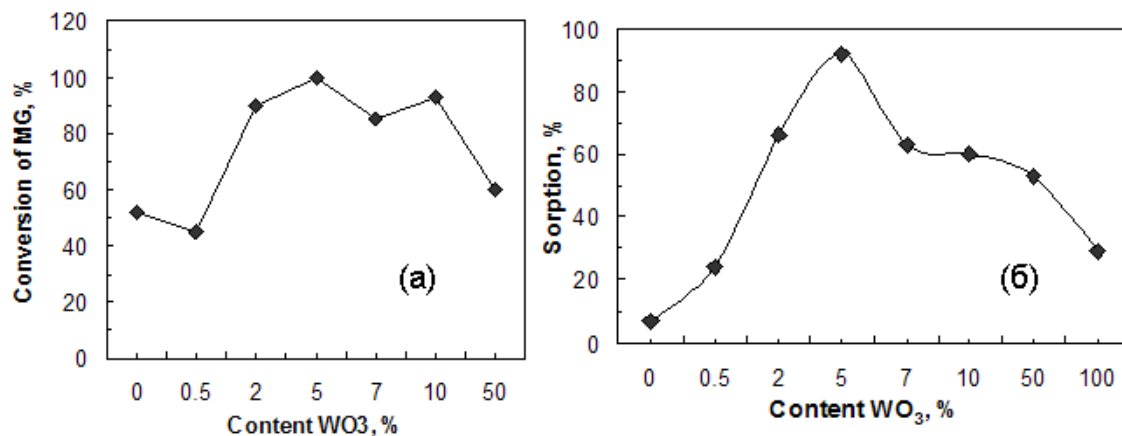 120
100
80
60
40
20
0
Conversion of MG, %
(а)
0 0.5 2 5 7 10 50
Content WO3, %
100
80
60
40
20
0
Sorption, %
(б)
0 0.5 2 5 7 10 50 100
Content WO₃, %